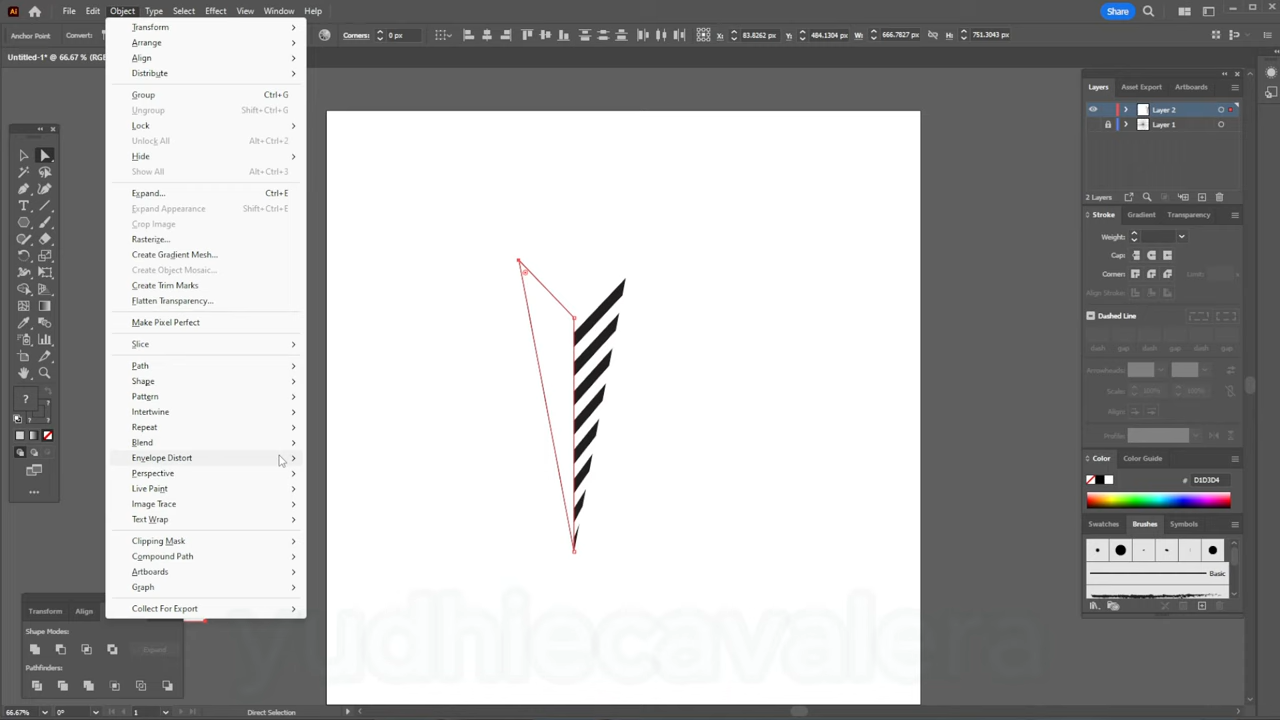 Ai File Edit Object Type Select Effect View Window Help Share
Anchor Point Convert: Corners: 0 px X: 83.8262 px Y: 484.1304 px W: 666.7827 px H: 751.3043 px
Untitled-1* @ 66.67 % (RGB
Transform
Arrange
Align
Distribute
Group Ctrl+G
Ungroup Shift+Ctrl+G
Lock
Unlock All Alt+Ctrl+2
Hide
Show All Alt+Ctrl+3
Expand... Ctrl+E
Expand Appearance Shift+Ctrl+E
Crop Image
Rasterize...
Create Gradient Mesh...
Create Object Mosaic...
Create Trim Marks
Flatten Transparency...
Make Pixel Perfect
Slice
Path
Shape
Pattern
Intertwine
Repeat
Blend
Envelope Distort
Perspective
Live Paint
Image Trace
Text Wrap
Clipping Mask
Compound Path
Artboards
Graph
Collect For Export
Layers Asset Export Artboards
Layer 2
Layer 1
2 Layers
Stroke Gradient Transparency
Weight:
Cap:
Corner: Limit:
Align Stroke:
Dashed Line
dash gap dash gap dash gap
Arrowheads:
Scale: 100% 100%
Align:
Profile:
Color Color Guide
# D1D3D4
Swatches Brushes Symbols
Basic
Transform Align
Shape Modes:
Expand
Pathfinders:
yudhiecavalera
66.67% 0° 1 Direct Selection